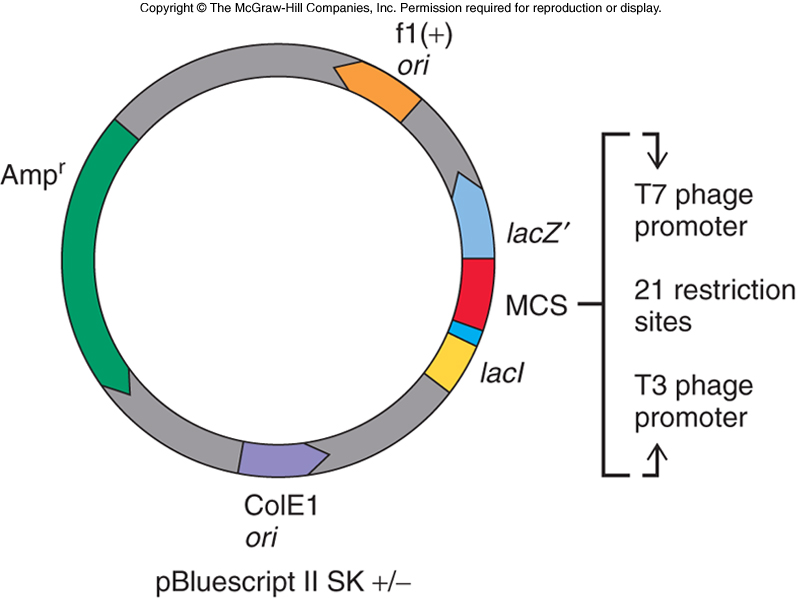 Copyright © The McGraw-Hill Companies, Inc. Permission required for reproduction or display.
f1(+)
ori
Ampʳ
T7 phage
promoter
lacZ′
21 restriction
sites
MCS
lacI
T3 phage
promoter
ColE1
ori
pBluescript II SK +/−